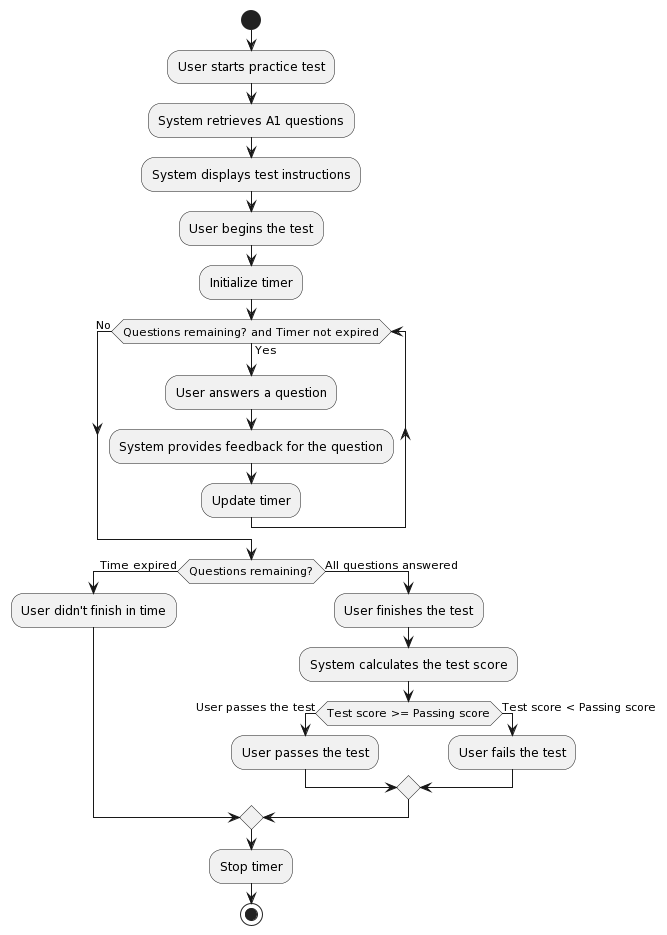 User starts practice test
System retrieves A1 questions
System displays test instructions
User begins the test
Initialize timer
No
Questions remaining? and Timer not expired
Yes
User answers a question
System provides feedback for the question
Update timer
Time expired
Questions remaining?
All questions answered
User didn't finish in time
User finishes the test
System calculates the test score
User passes the test
Test score >= Passing score
Test score < Passing score
User passes the test
User fails the test
Stop timer